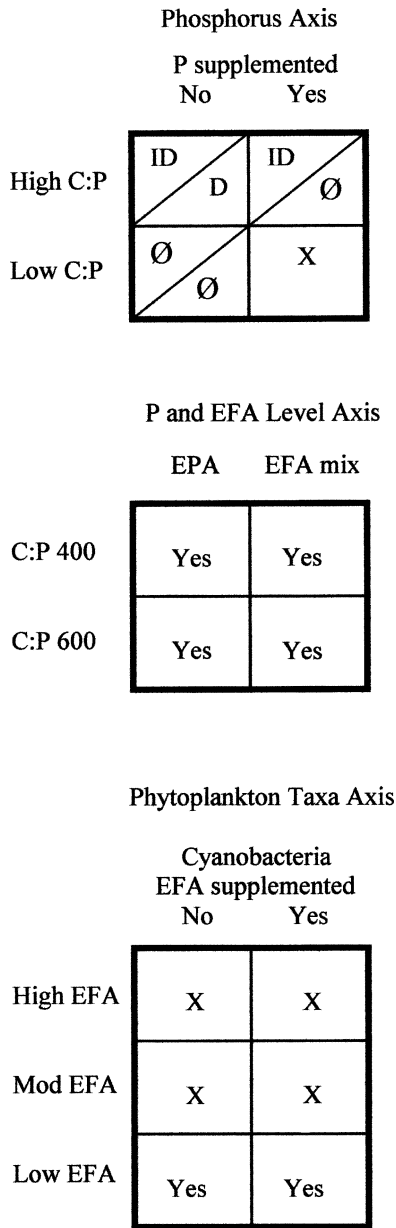 Phosphorus Axis
P supplemented
No Yes
High C:P ID D ID Ø
Low C:P Ø Ø X
P and EFA Level Axis
EPA EFA mix
C:P 400 Yes Yes
C:P 600 Yes Yes
Phytoplankton Taxa Axis
Cyanobacteria
EFA supplemented
No Yes
High EFA X X
Mod EFA X X
Low EFA Yes Yes